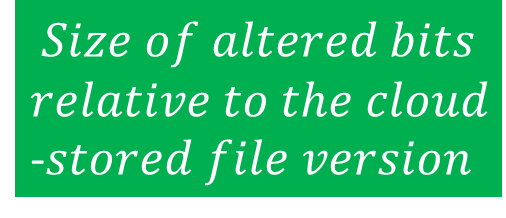 Size of altered bits
relative to the cloud
-stored file version